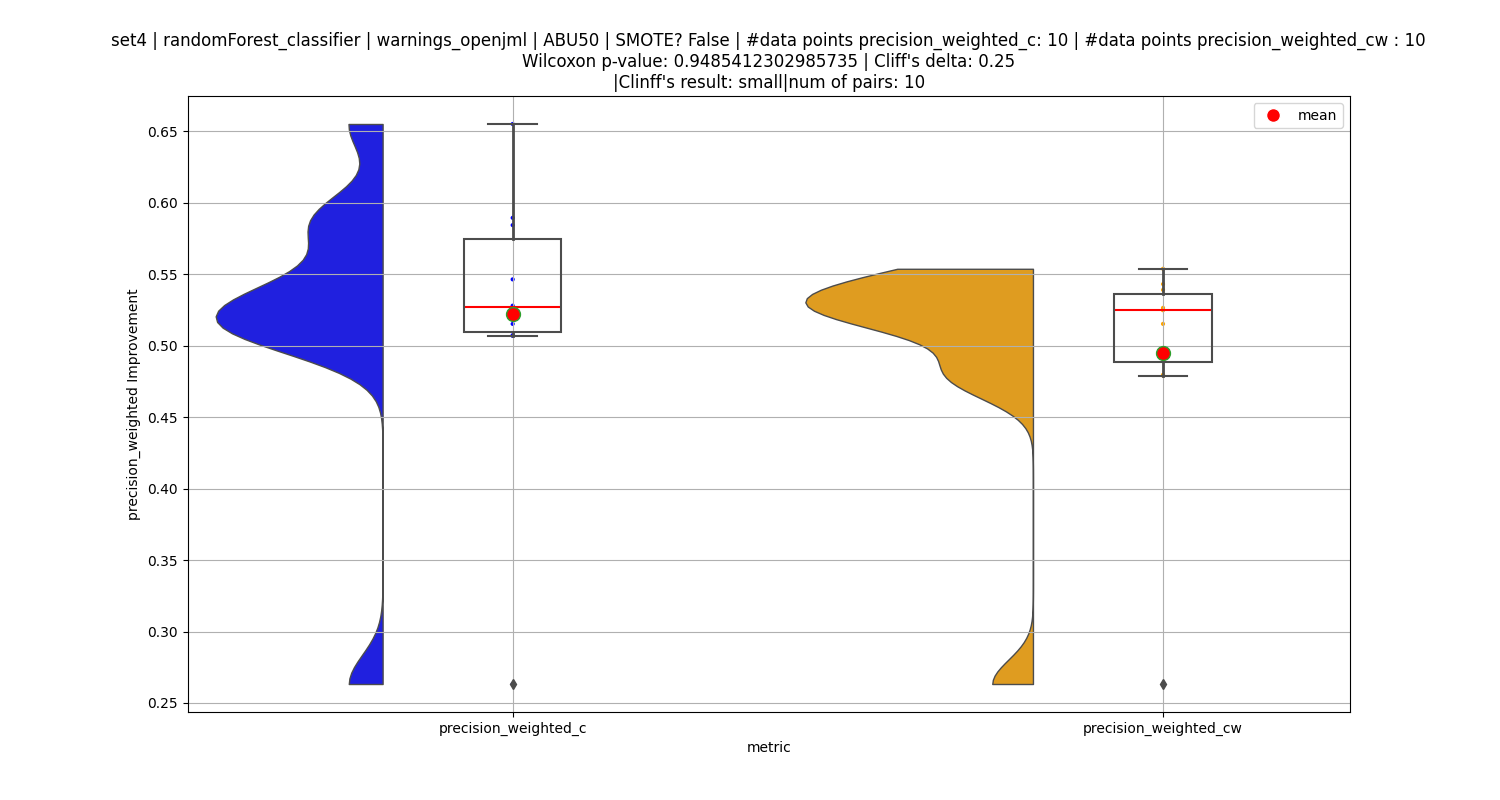 set4 | randomForest_classifier | warnings_openjml | ABU50 | SMOTE? False | #data points precision_weighted_c: 10 | #data points precision_weighted_cw : 10
Wilcoxon p-value: 0.9485412302985735 | Cliff's delta: 0.25
|Clinff's result: small|num of pairs: 10
mean
precision_weighted Improvement
0.65
0.60
0.55
0.50
0.45
0.40
0.35
0.30
0.25
precision_weighted_c
precision_weighted_cw
metric